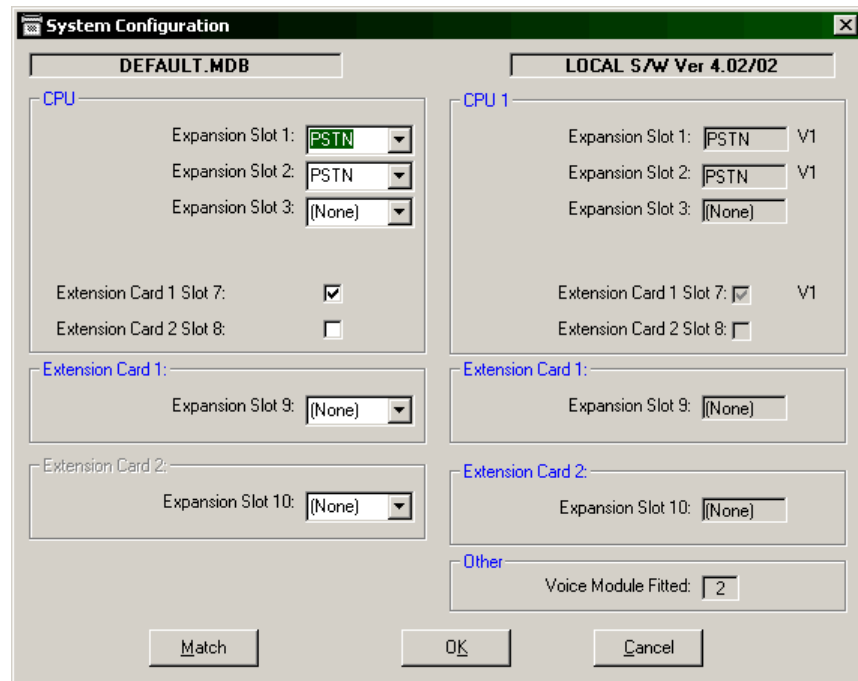 System Configuration
DEFAULT.MDB
CPU
Expansion Slot 1: PSTN
Expansion Slot 2: PSTN
Expansion Slot 3: (None)
Extension Card 1 Slot 7:
Extension Card 2 Slot 8:
Extension Card 1:
Expansion Slot 9: (None)
Extension Card 2:
Expansion Slot 10: (None)
LOCAL S/W Ver 4.02/02
CPU 1
Expansion Slot 1: PSTN V1
Expansion Slot 2: PSTN V1
Expansion Slot 3: (None)
Extension Card 1 Slot 7: V1
Extension Card 2 Slot 8:
Extension Card 1:
Expansion Slot 9: (None)
Extension Card 2:
Expansion Slot 10: (None)
Other
Voice Module Fitted: 2
Match OK Cancel